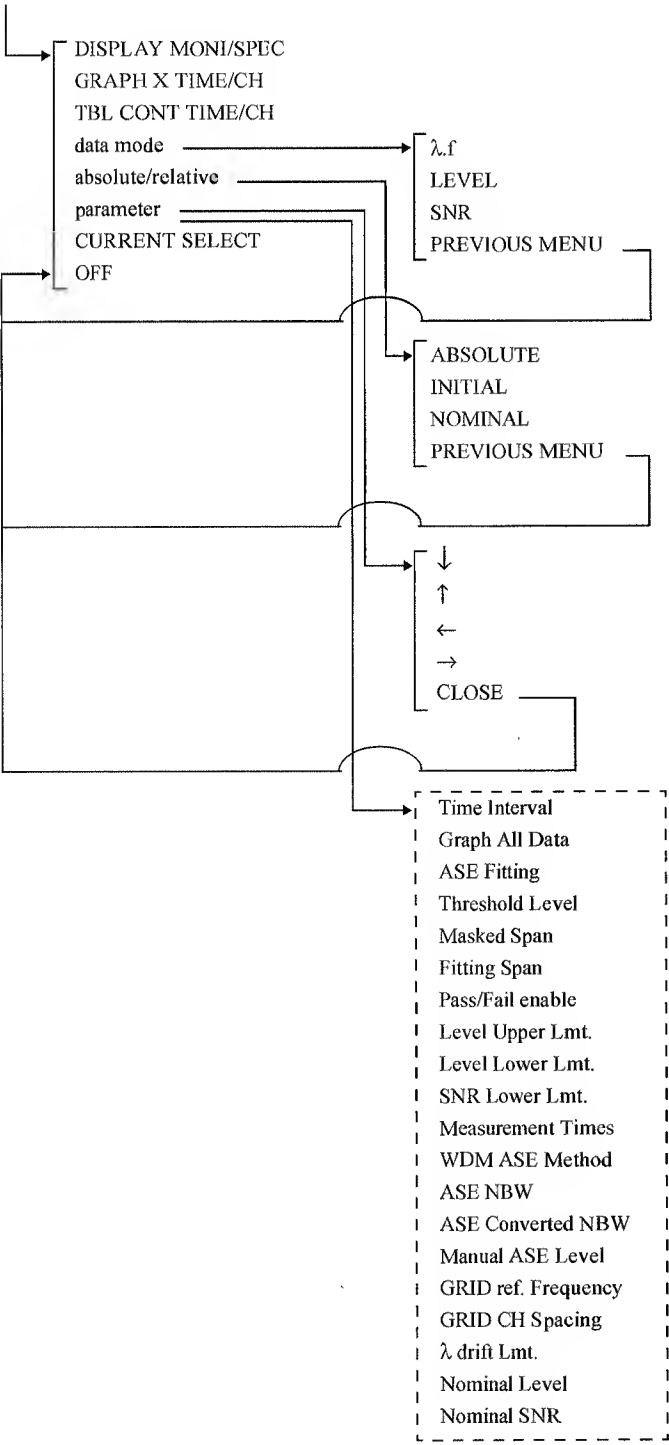 DISPLAY MONI/SPEC
GRAPH X TIME/CH
TBL CONT TIME/CH
data mode
absolute/relative
parameter
CURRENT SELECT
OFF
λ.f
LEVEL
SNR
PREVIOUS MENU
ABSOLUTE
INITIAL
NOMINAL
PREVIOUS MENU
↓
↑
←
→
CLOSE
Time Interval
Graph All Data
ASE Fitting
Threshold Level
Masked Span
Fitting Span
Pass/Fail enable
Level Upper Lmt.
Level Lower Lmt.
SNR Lower Lmt.
Measurement Times
WDM ASE Method
ASE NBW
ASE Converted NBW
Manual ASE Level
GRID ref. Frequency
GRID CH Spacing
λ drift Lmt.
Nominal Level
Nominal SNR